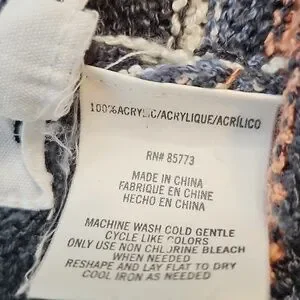 100%ACRYLIC/ACRYLIQUE/ACRÍLICO
RN# 85773
MADE IN CHINA
FABRIQUE EN CHINE
HECHO EN CHINA
MACHINE WASH COLD GENTLE
CYCLE LIKE COLORS
ONLY USE NON CHLORINE BLEACH
WHEN NEEDED
RESHAPE AND LAY FLAT TO DRY
COOL IRON AS NEEDED